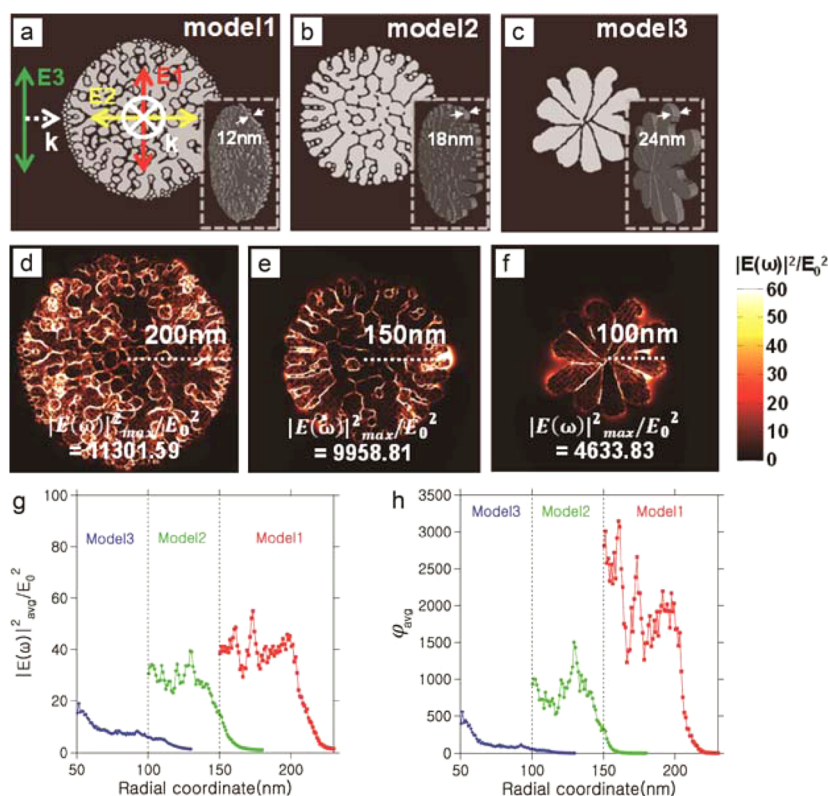 a model1
E3
E1
E2
k
k
12nm
b model2
18nm
c model3
24nm
d
200nm
|E(ω)|²max/E0²
= 11301.59
e
150nm
|E(ω)|²max/E0²
= 9958.81
f
100nm
|E(ω)|²max/E0²
= 4633.83
|E(ω)|²/E0²
60
50
40
30
20
10
0
g
Model3 Model2 Model1
|E(ω)|²avg/E0²
100
80
60
40
20
0
50 100 150 200
Radial coordinate(nm)
h
Model3 Model2 Model1
φavg
3500
3000
2500
2000
1500
1000
500
0
50 100 150 200
Radial coordinate(nm)